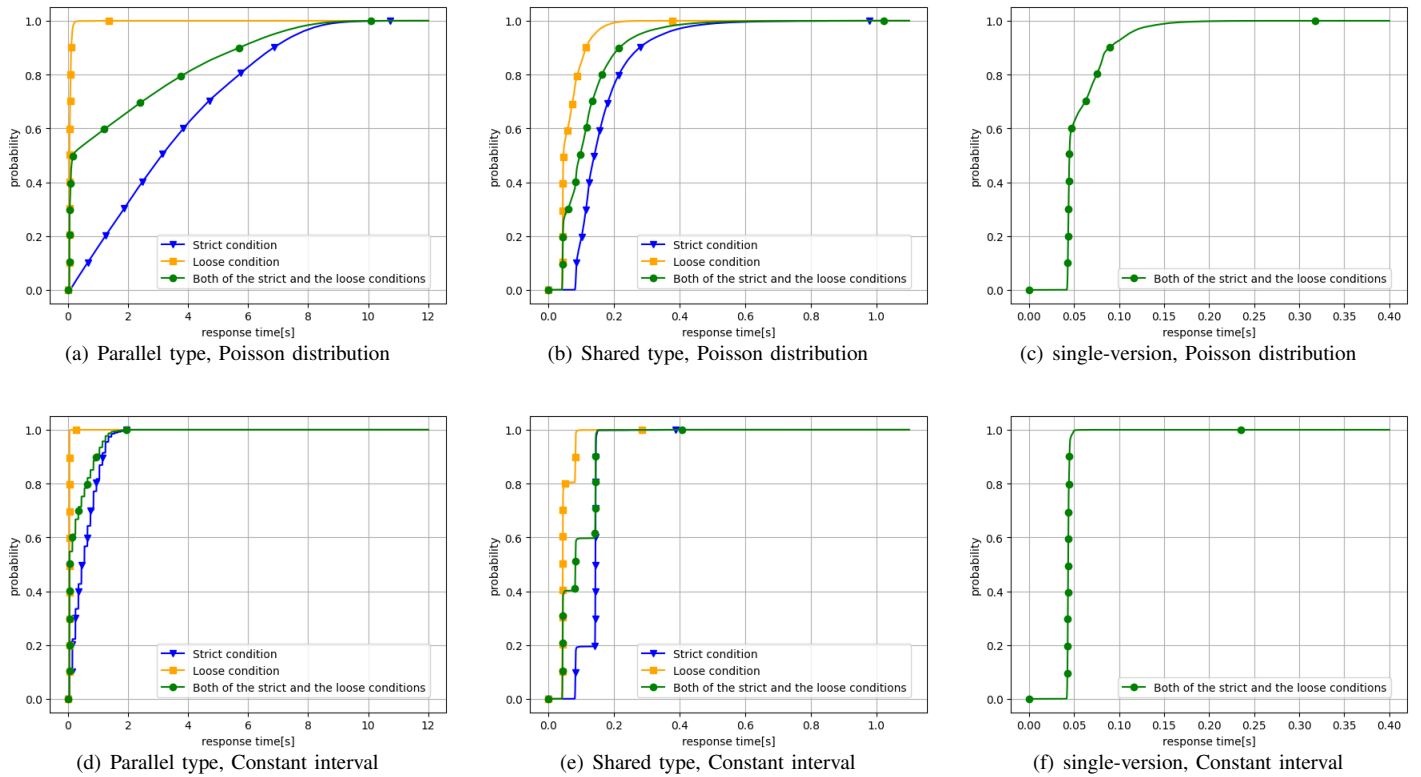 1.0
0.8
0.6
0.4
0.2
0.0
probability
0 2 4 6 8 10 12
response time[s]
Strict condition
Loose condition
Both of the strict and the loose conditions
(a) Parallel type, Poisson distribution
1.0
0.8
0.6
0.4
0.2
0.0
probability
0.0 0.2 0.4 0.6 0.8 1.0
response time[s]
Strict condition
Loose condition
Both of the strict and the loose conditions
(b) Shared type, Poisson distribution
1.0
0.8
0.6
0.4
0.2
0.0
probability
0.00 0.05 0.10 0.15 0.20 0.25 0.30 0.35 0.40
response time[s]
Both of the strict and the loose conditions
(c) single-version, Poisson distribution
1.0
0.8
0.6
0.4
0.2
0.0
probability
0 2 4 6 8 10 12
response time[s]
Strict condition
Loose condition
Both of the strict and the loose conditions
(d) Parallel type, Constant interval
1.0
0.8
0.6
0.4
0.2
0.0
probability
0.0 0.2 0.4 0.6 0.8 1.0
response time[s]
Strict condition
Loose condition
Both of the strict and the loose conditions
(e) Shared type, Constant interval
1.0
0.8
0.6
0.4
0.2
0.0
probability
0.00 0.05 0.10 0.15 0.20 0.25 0.30 0.35 0.40
response time[s]
Both of the strict and the loose conditions
(f) single-version, Constant interval